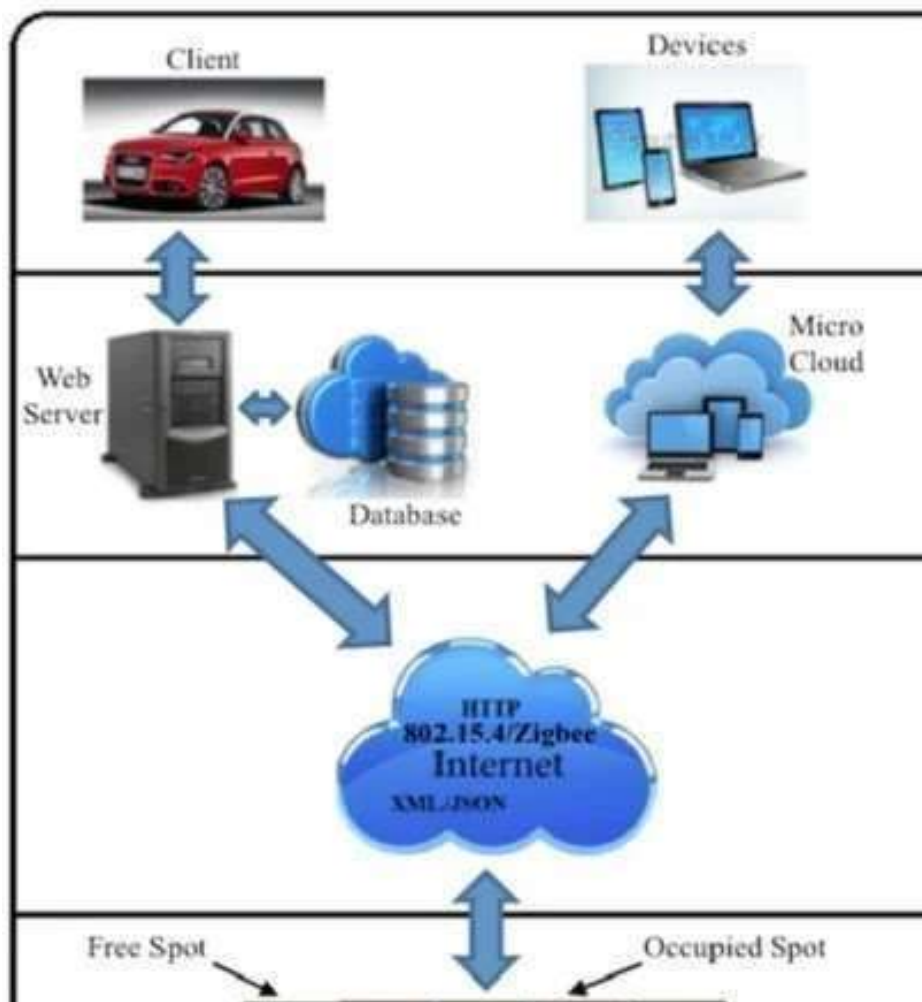 Client
Devices
Web
Server
Micro
Cloud
Database
HTTP
802.15.4/Zigbee
Internet
XML/JSON
Free Spot
Occupied Spot